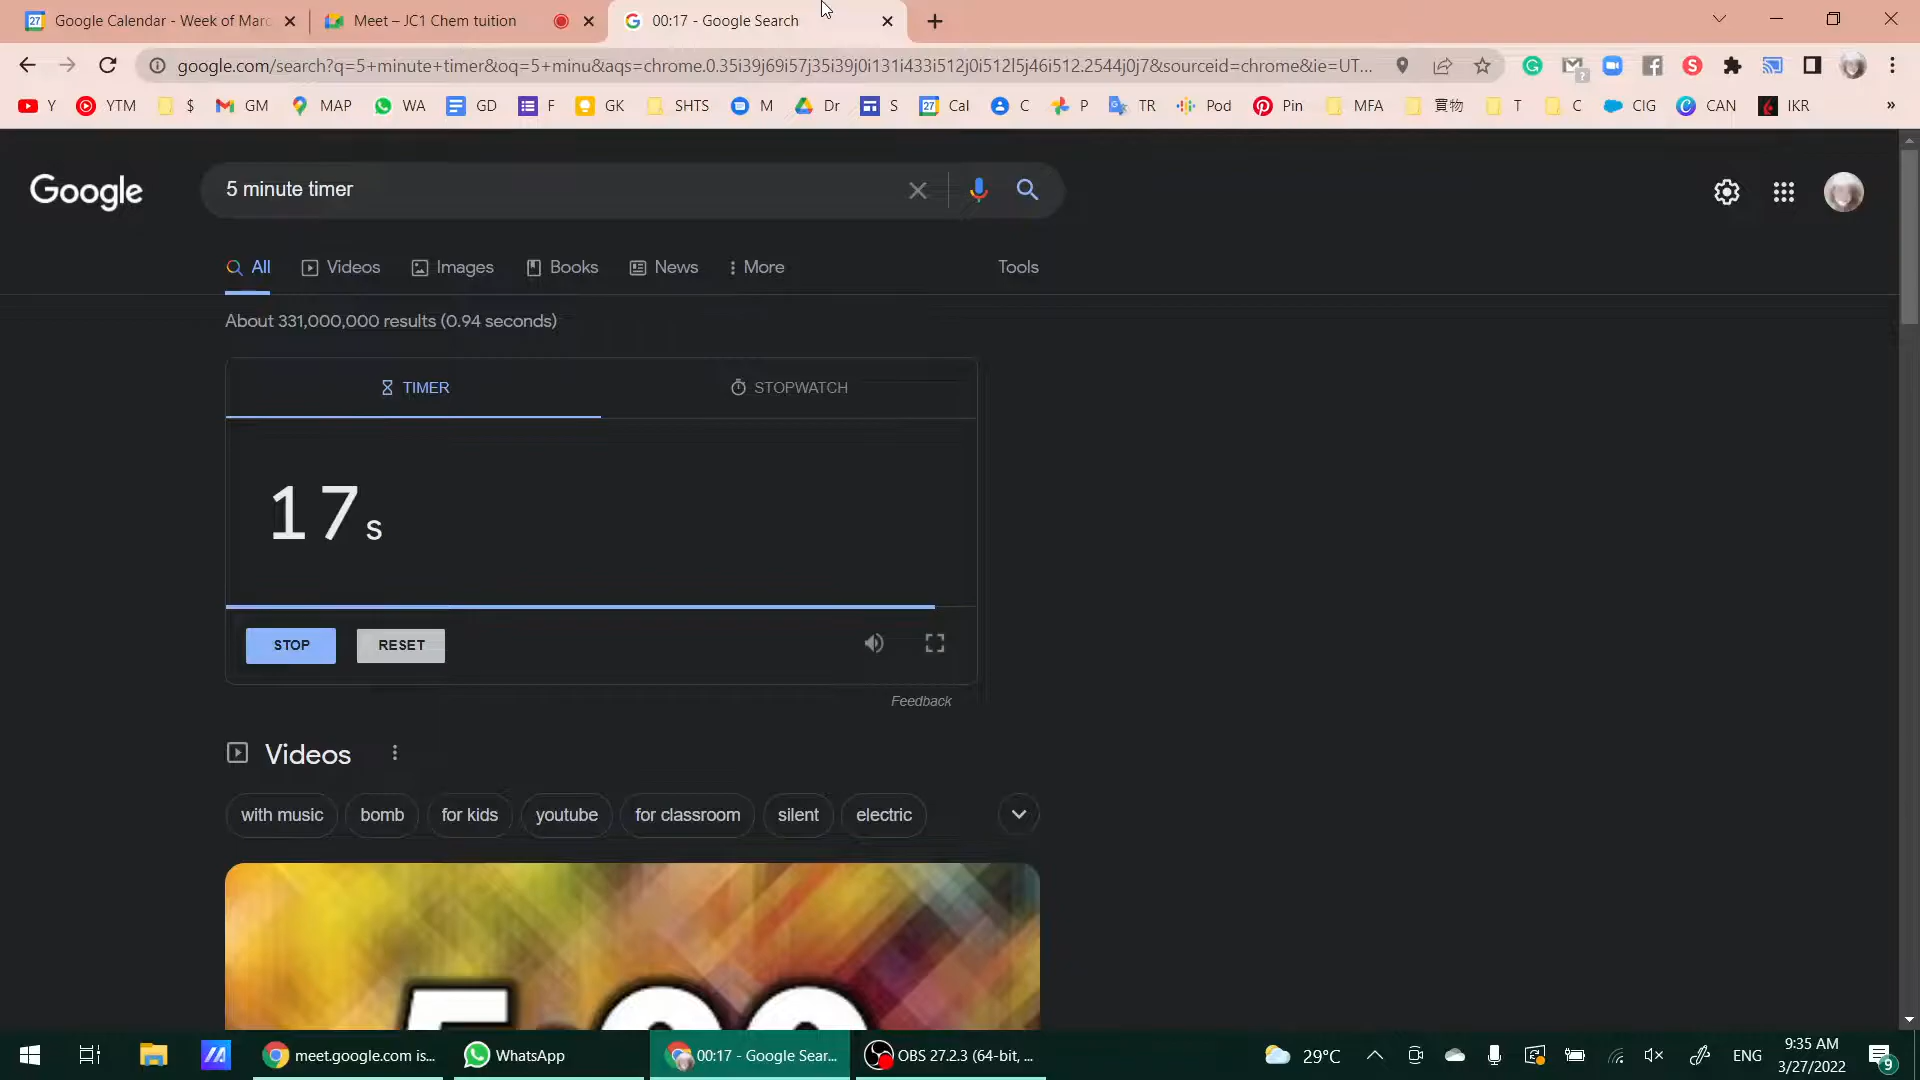 Google Calendar - Week of Marc
Meet – JC1 Chem tuition
00:17 - Google Search
google.com/search?q=5+minute+timer&oq=5+minu&aqs=chrome.0.35i39j69i57j35i39j0i131i433i512j0i512l5j46i512.2544j0j7&sourceid=chrome&ie=UT...
Y YTM $ GM MAP WA GD F GK SHTS M Dr S Cal C P TR Pod Pin MFA 買物 T C CIG CAN IKR »
Google
5 minute timer
All Videos Images Books News More Tools
About 331,000,000 results (0.94 seconds)
TIMER STOPWATCH
17s
STOP RESET
Feedback
Videos
with music bomb for kids youtube for classroom silent electric
5:00
meet.google.com is... WhatsApp 00:17 - Google Sear... OBS 27.2.3 (64-bit, ... 29°C ENG 9:35 AM
3/27/2022 9